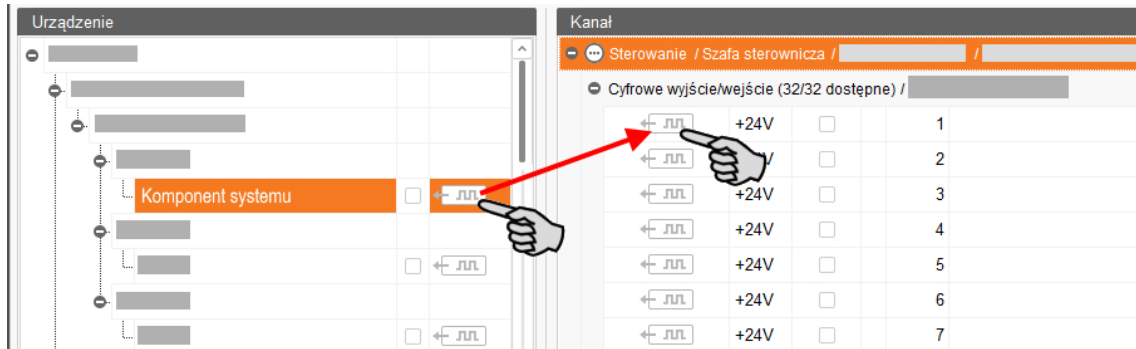 Urządzenie
Kanał
Sterowanie / Szafa sterownicza / /
Cyfrowe wyjście/wejście (32/32 dostępne) /
+24V 1
2
Komponent systemu
+24V 3
+24V 4
+24V 5
+24V 6
+24V 7